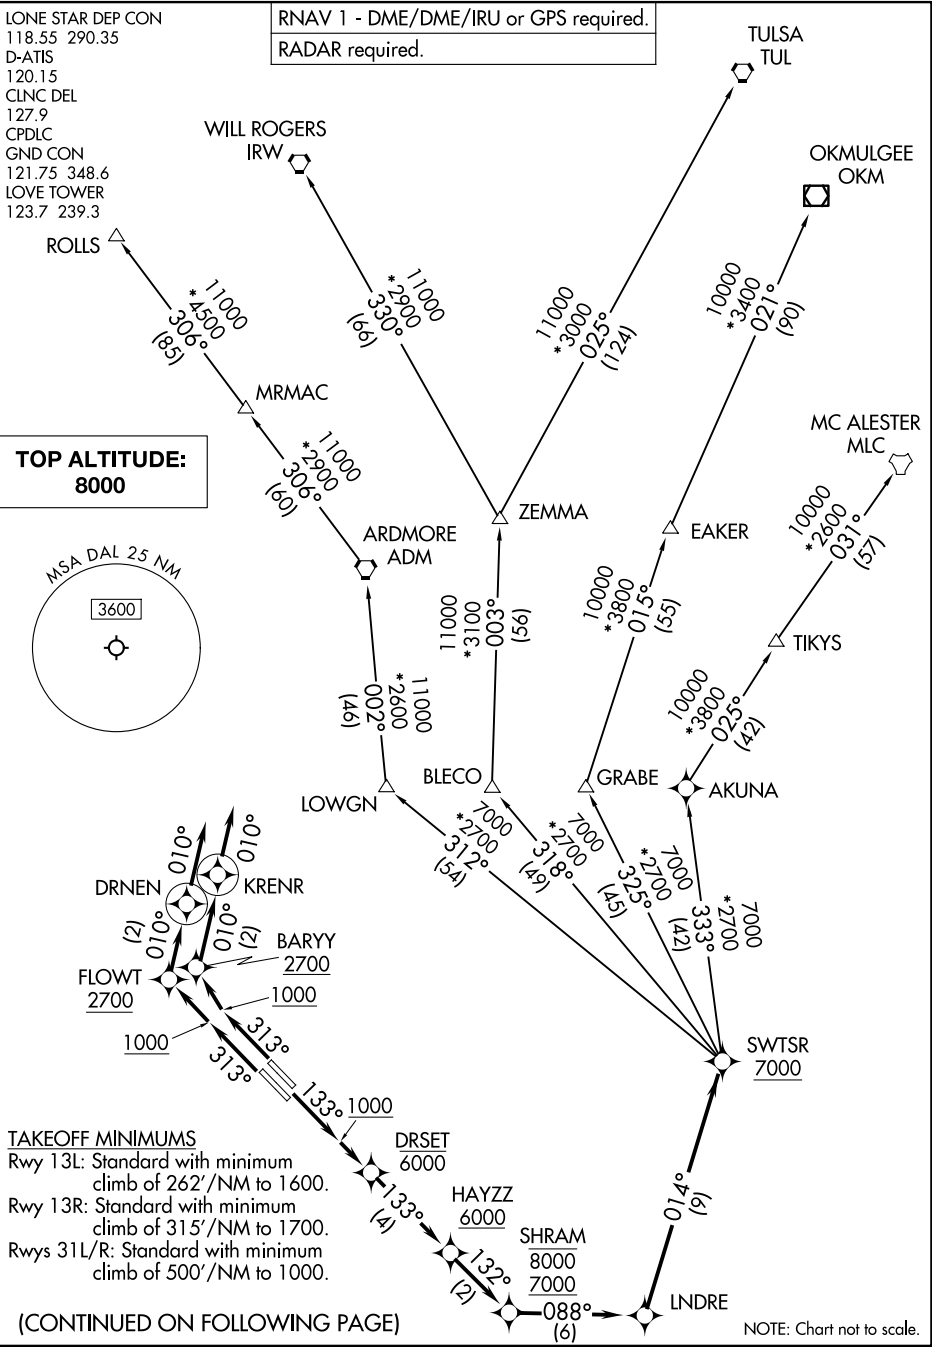 LONE STAR DEP CON
118.55 290.35
D-ATIS
120.15
CLNC DEL
127.9
CPDLC
GND CON
121.75 348.6
LOVE TOWER
123.7 239.3
RNAV 1 - DME/DME/IRU or GPS required.
RADAR required.
TULSA
TUL
WILL ROGERS
IRW
OKMULGEE
OKM
ROLLS
11000
*4500
306°
(85)
11000
*2900
330°
(66)
11000
*3000
025°
(124)
10000
*3400
021°
(90)
MRMAC
MC ALESTER
MLC
TOP ALTITUDE:
8000
11000
*2900
306°
(60)
ARDMORE
ADM
ZEMMA
EAKER
10000
*2600
031°
(57)
MSA DAL 25 NM
3600
11000
*3100
003°
(56)
10000
*3800
015°
(55)
TIKYS
11000
*2600
002°
(46)
10000
*3800
025°
(42)
LOWGN
BLECO
GRABE
AKUNA
7000
*2700
312°
(54)
7000
*2700
318°
(49)
7000
*2700
325°
(45)
7000
*2700
333°
(42)
010°
010°
DRNEN
KRENR
010°
(2)
010°
(2)
BARYY
2700
FLOWT
2700
1000
1000
313°
313°
SWTSR
7000
133°
1000
DRSET
6000
133°
(4)
HAYZZ
6000
132°
(2)
SHRAM
8000
7000
088°
(6)
LNDRE
014°
(9)
TAKEOFF MINIMUMS
Rwy 13L: Standard with minimum
climb of 262'/NM to 1600.
Rwy 13R: Standard with minimum
climb of 315'/NM to 1700.
Rwys 31L/R: Standard with minimum
climb of 500'/NM to 1000.
(CONTINUED ON FOLLOWING PAGE)
NOTE: Chart not to scale.